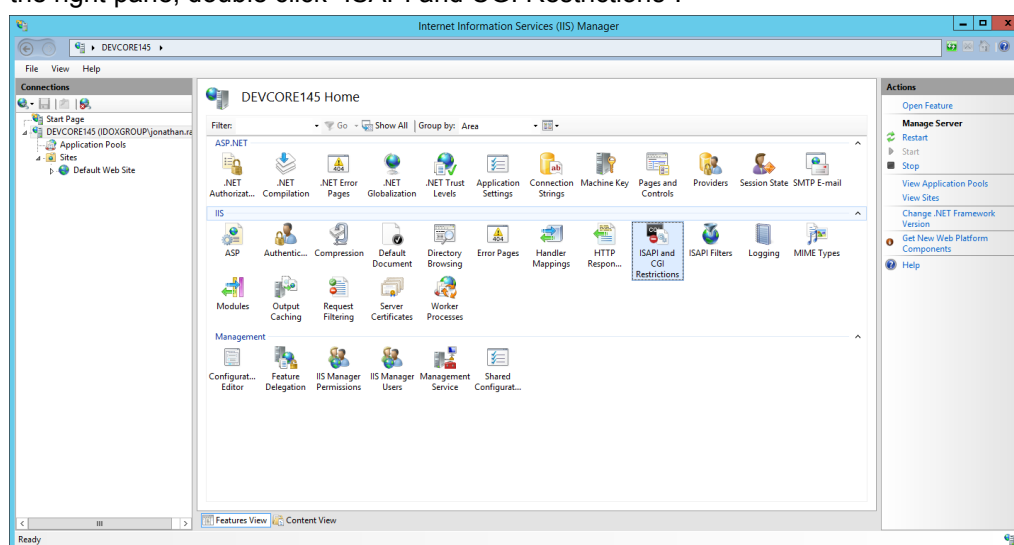 the right pane, double click "ISAPI and CGI Restrictions".
Internet Information Services (IIS) Manager
DEVCORE145
File View Help
Connections
Start Page
DEVCORE145 (IDOXGROUP\jonathan.ra
Application Pools
Sites
Default Web Site
DEVCORE145 Home
Filter: Go Show All Group by: Area
ASP.NET
.NET Authorizat...
.NET Compilation
.NET Error Pages
.NET Globalization
.NET Trust Levels
Application Settings
Connection Strings
Machine Key
Pages and Controls
Providers
Session State
SMTP E-mail
IIS
ASP
Authentic...
Compression
Default Document
Directory Browsing
Error Pages
Handler Mappings
HTTP Respon...
ISAPI and CGI Restrictions
ISAPI Filters
Logging
MIME Types
Modules
Output Caching
Request Filtering
Server Certificates
Worker Processes
Management
Configurat... Editor
Feature Delegation
IIS Manager Permissions
IIS Manager Users
Management Service
Shared Configurat...
Features View Content View
Actions
Open Feature
Manage Server
Restart
Start
Stop
View Application Pools
View Sites
Change .NET Framework
Version
Get New Web Platform
Components
Help
Ready